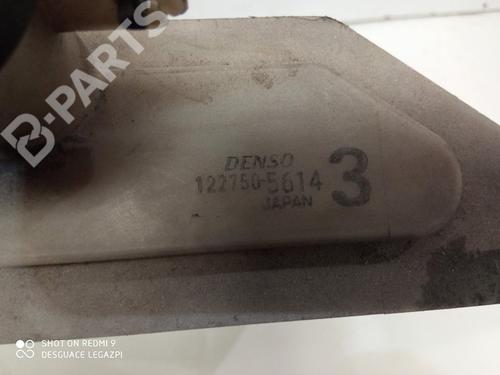 B-PARTS
DENSO
122750-5614 3
JAPAN
SHOT ON REDMI 9
DESGUACE LEGAZPI